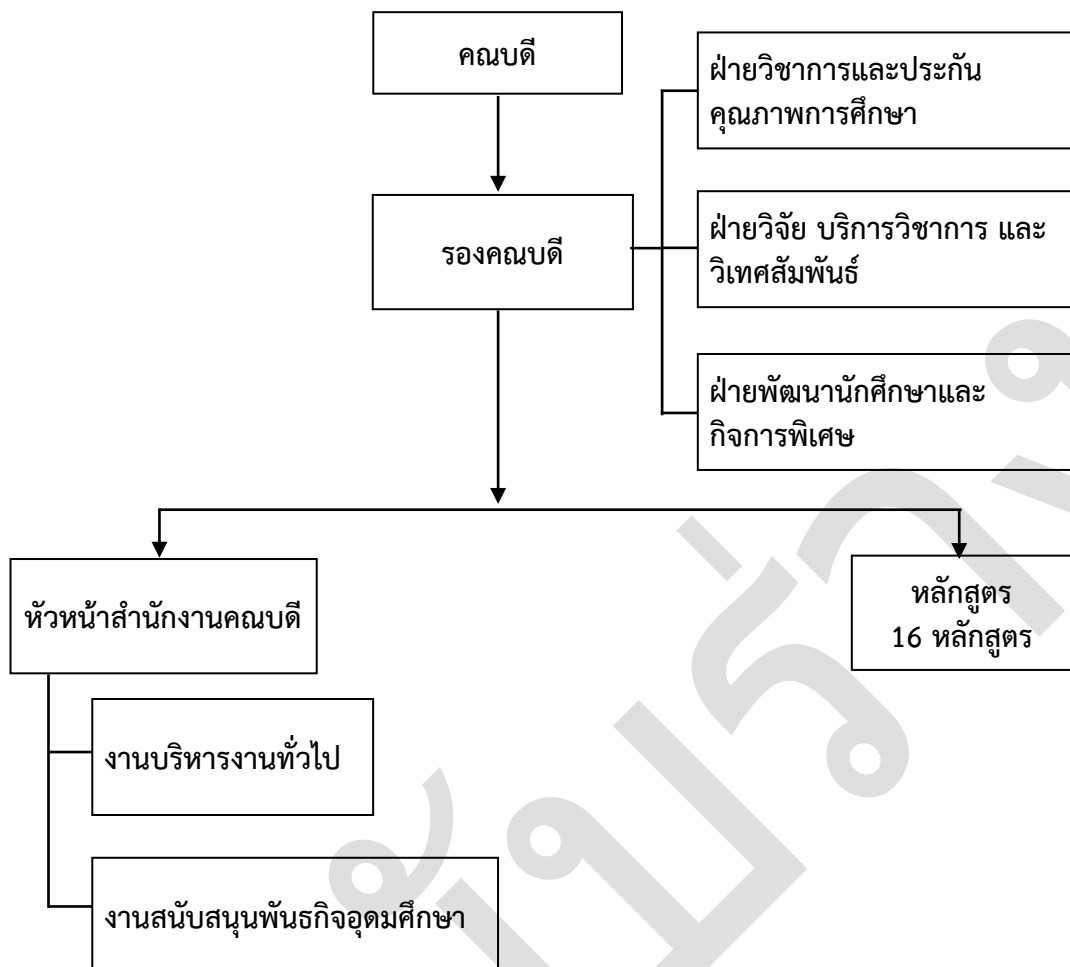 คณบดี
ฝ่ายวิชาการและประกัน
คุณภาพการศึกษา
รองคณบดี
ฝ่ายวิจัย บริการวิชาการ และ
วิเทศสัมพันธ์
ฝ่ายพัฒนานักศึกษาและ
กิจการพิเศษ
หัวหน้าสำนักงานคณบดี
หลักสูตร
16 หลักสูตร
งานบริหารงานทั่วไป
งานสนับสนุนพันธกิจอุดมศึกษา